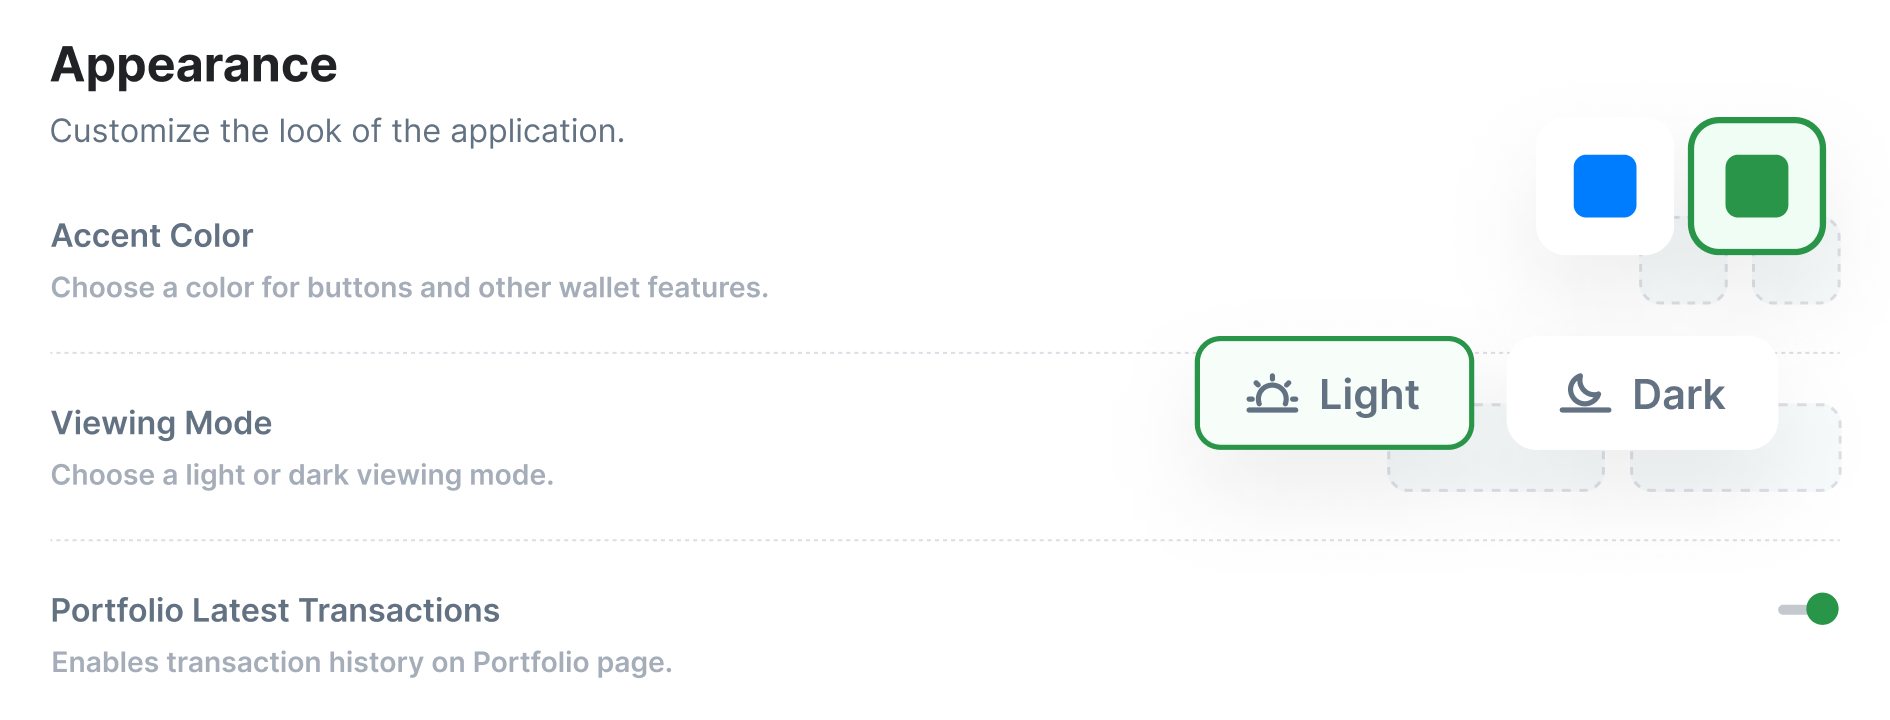 Appearance
Customize the look of the application.
Accent Color
Choose a color for buttons and other wallet features.
Light
Dark
Viewing Mode
Choose a light or dark viewing mode.
Portfolio Latest Transactions
Enables transaction history on Portfolio page.